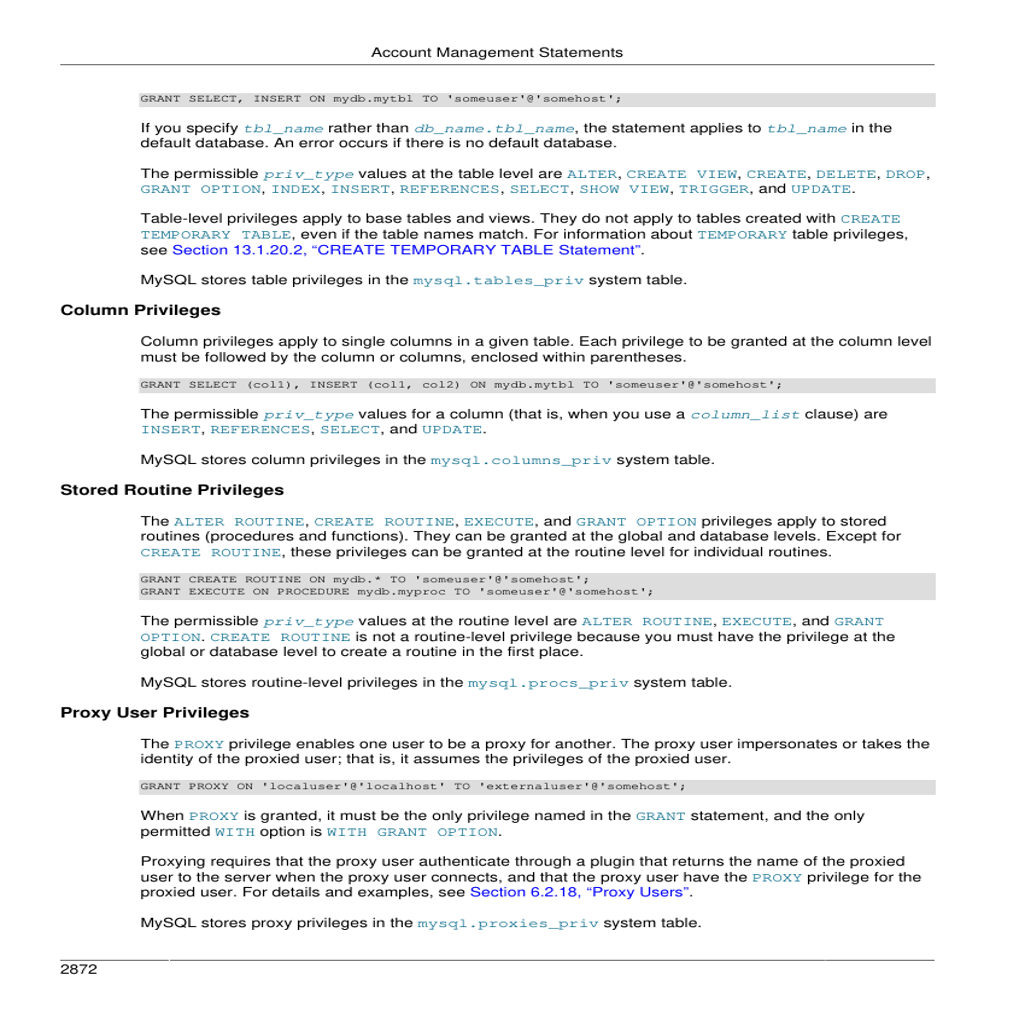 Account Management Statements
GRANT SELECT, INSERT ON mydb.mytbl TO 'someuser'@'somehost';
If you specify tbl_name rather than db_name.tbl_name, the statement applies to tbl_name in the
default database. An error occurs if there is no default database.
The permissible priv_type values at the table level are ALTER, CREATE VIEW, CREATE, DELETE, DROP,
GRANT OPTION, INDEX, INSERT, REFERENCES, SELECT, SHOW VIEW, TRIGGER, and UPDATE.
Table-level privileges apply to base tables and views. They do not apply to tables created with CREATE
TEMPORARY TABLE, even if the table names match. For information about TEMPORARY table privileges,
see Section 13.1.20.2, “CREATE TEMPORARY TABLE Statement”.
MySQL stores table privileges in the mysql.tables_priv system table.
Column Privileges
Column privileges apply to single columns in a given table. Each privilege to be granted at the column level
must be followed by the column or columns, enclosed within parentheses.
GRANT SELECT (col1), INSERT (col1, col2) ON mydb.mytbl TO 'someuser'@'somehost';
The permissible priv_type values for a column (that is, when you use a column_list clause) are
INSERT, REFERENCES, SELECT, and UPDATE.
MySQL stores column privileges in the mysql.columns_priv system table.
Stored Routine Privileges
The ALTER ROUTINE, CREATE ROUTINE, EXECUTE, and GRANT OPTION privileges apply to stored
routines (procedures and functions). They can be granted at the global and database levels. Except for
CREATE ROUTINE, these privileges can be granted at the routine level for individual routines.
GRANT CREATE ROUTINE ON mydb.* TO 'someuser'@'somehost';
GRANT EXECUTE ON PROCEDURE mydb.myproc TO 'someuser'@'somehost';
The permissible priv_type values at the routine level are ALTER ROUTINE, EXECUTE, and GRANT
OPTION. CREATE ROUTINE is not a routine-level privilege because you must have the privilege at the
global or database level to create a routine in the first place.
MySQL stores routine-level privileges in the mysql.procs_priv system table.
Proxy User Privileges
The PROXY privilege enables one user to be a proxy for another. The proxy user impersonates or takes the
identity of the proxied user; that is, it assumes the privileges of the proxied user.
GRANT PROXY ON 'localuser'@'localhost' TO 'externaluser'@'somehost';
When PROXY is granted, it must be the only privilege named in the GRANT statement, and the only
permitted WITH option is WITH GRANT OPTION.
Proxying requires that the proxy user authenticate through a plugin that returns the name of the proxied
user to the server when the proxy user connects, and that the proxy user have the PROXY privilege for the
proxied user. For details and examples, see Section 6.2.18, “Proxy Users”.
MySQL stores proxy privileges in the mysql.proxies_priv system table.
2872